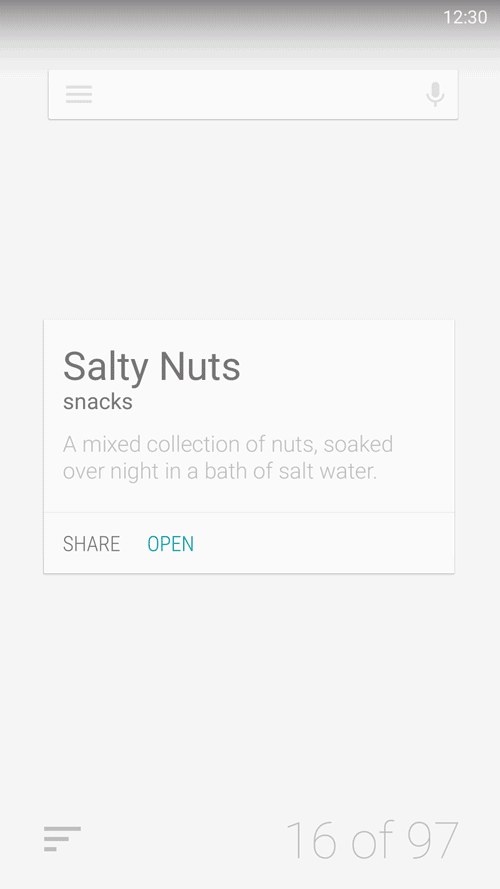 12:30
Salty Nuts
snacks
A mixed collection of nuts, soaked
over night in a bath of salt water.
SHARE OPEN
16 of 97